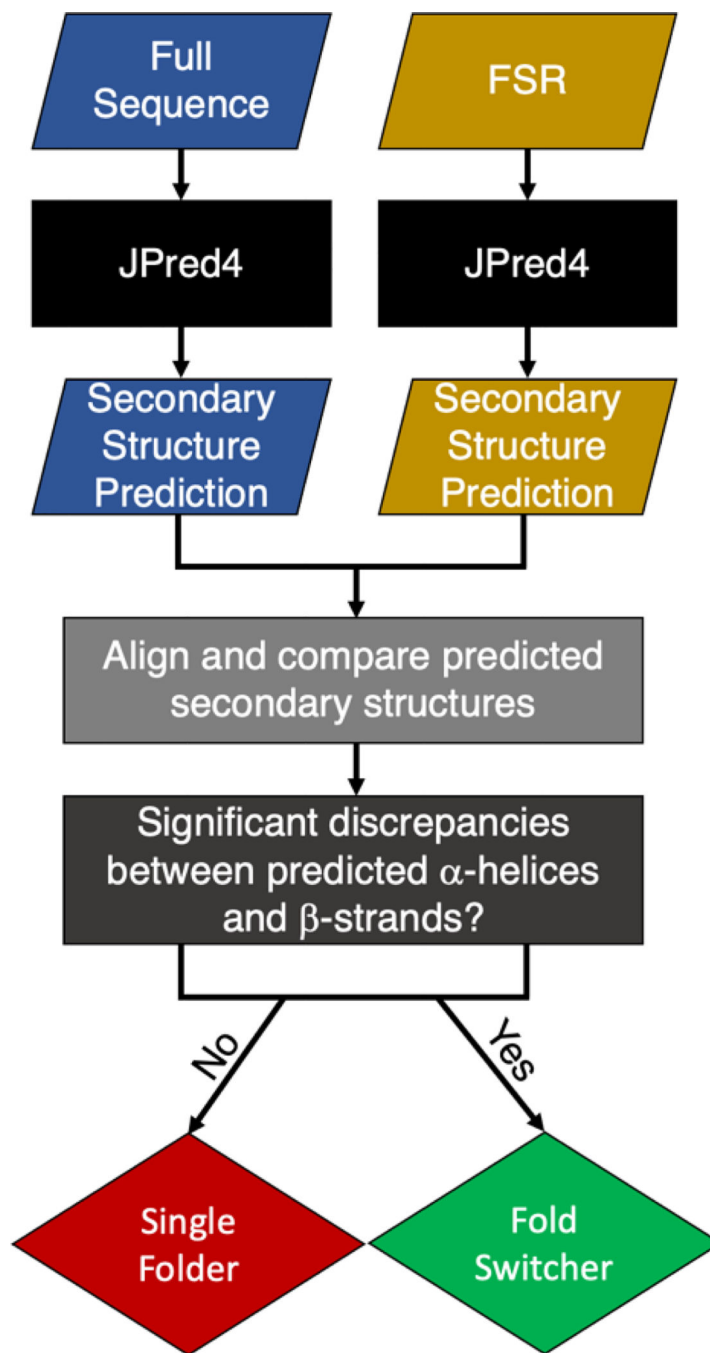 Full
Sequence
FSR
JPred4
JPred4
Secondary
Structure
Prediction
Secondary
Structure
Prediction
Align and compare predicted
secondary structures
Significant discrepancies
between predicted α-helices
and β-strands?
No
Yes
Single
Folder
Fold
Switcher